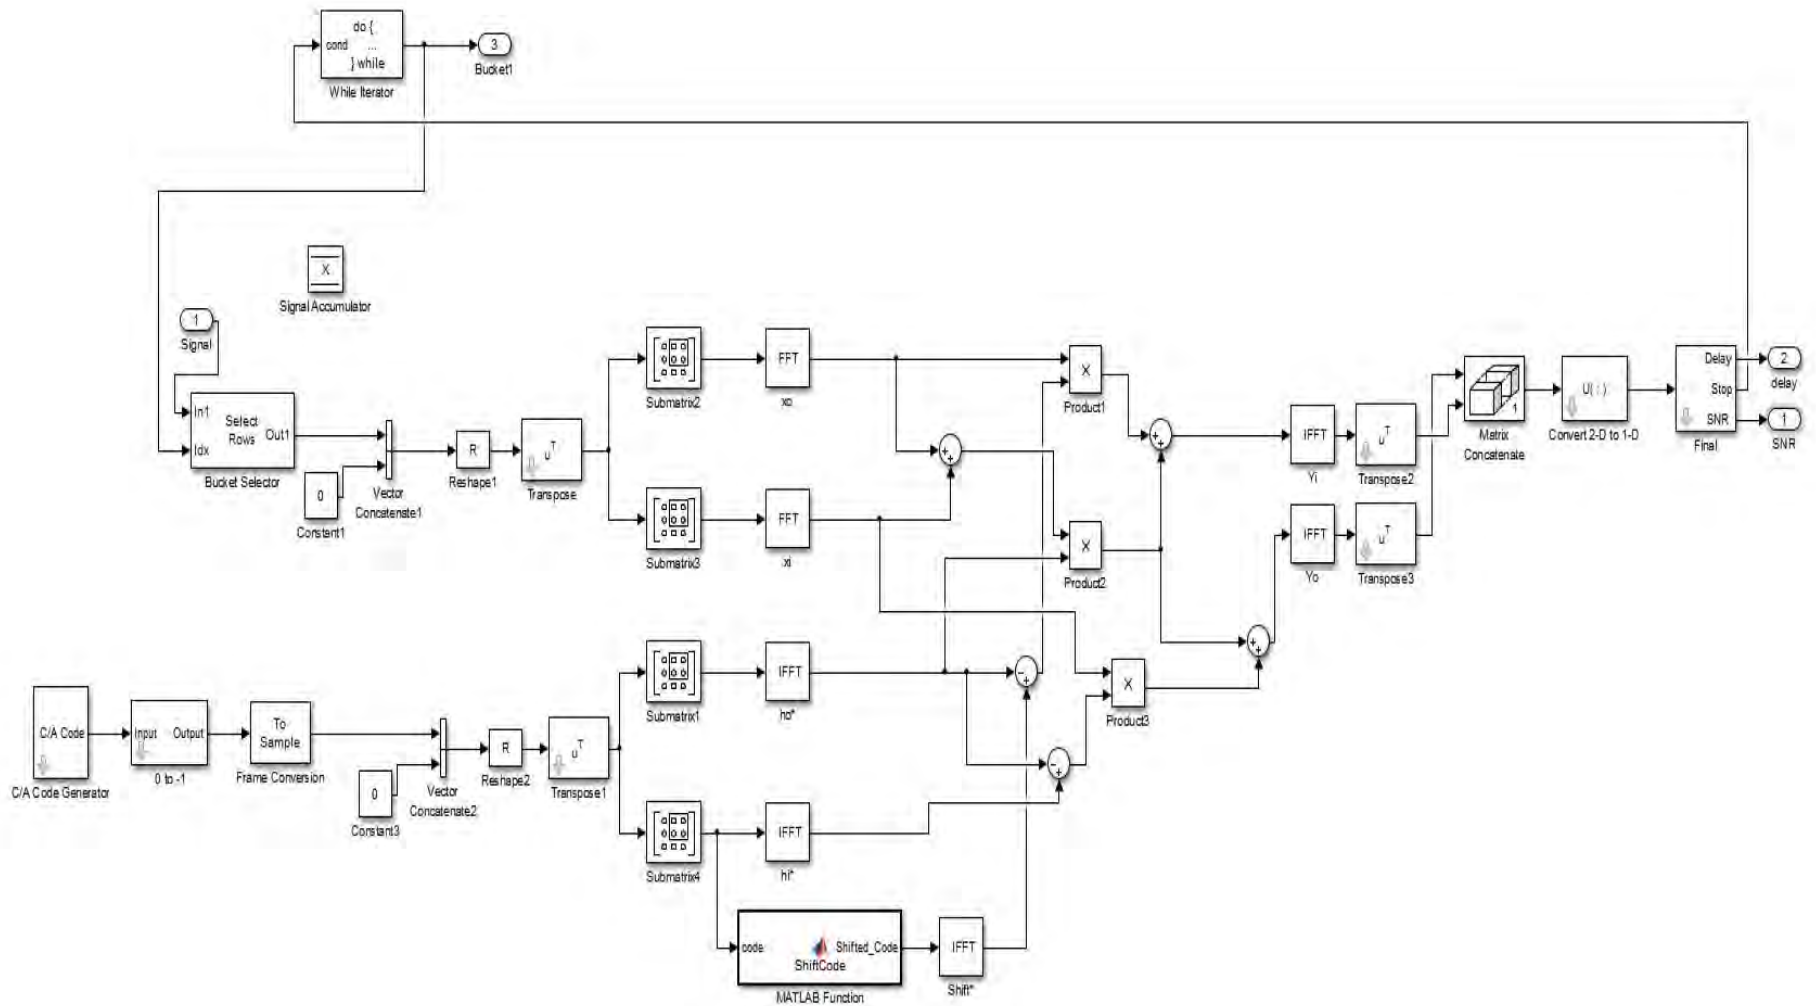 do {
cond ...
} while
While Iterator
3
Bucket1
X
Signal Accumulator
1
Signal
In1
Select
Rows
Out1
Idx
Bucket Selector
0
Constant1
Vector
Concatenate1
R
Reshape1
u^T
Transpose
Submatrix2
FFT
xo
Submatrix3
FFT
xi
X
Product1
X
Product2
X
Product3
IFFT
Yi
u^T
Transpose2
IFFT
Yo
u^T
Transpose3
1
Matrix
Concatenate
U( : )
Convert 2-D to 1-D
Delay
Stop
SNR
Final
2
delay
1
SNR
C/A Code
C/A Code Generator
Input Output
0 to -1
To
Sample
Frame Conversion
0
Constant3
Vector
Concatenate2
R
Reshape2
u^T
Transpose1
Submatrix1
IFFT
ho*
Submatrix4
IFFT
hi*
code Shifted_Code
ShiftCode
MATLAB Function
IFFT
Shift*